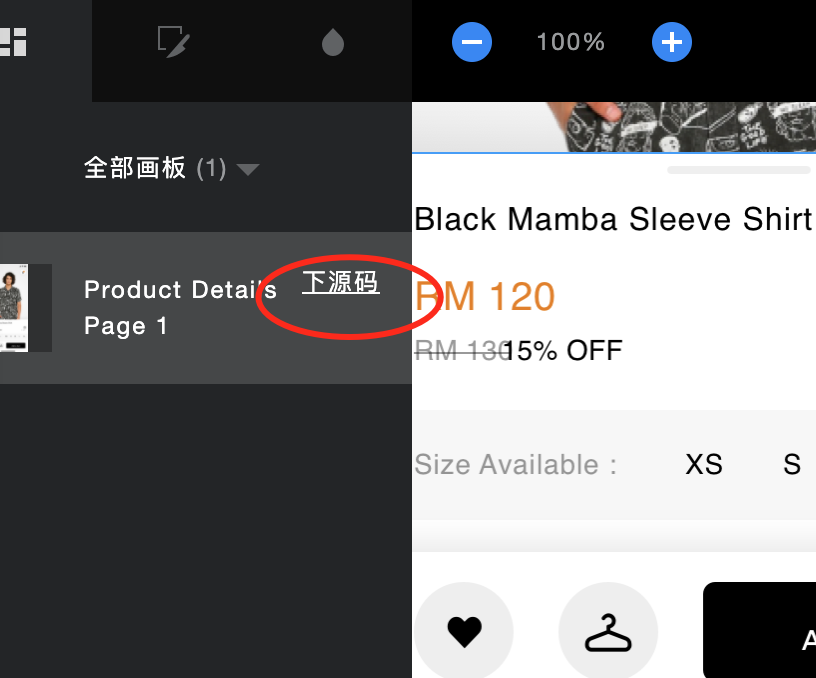 100%
全部画板 (1)
Product Details
Page 1
下源码
Black Mamba Sleeve Shirt
RM 120
RM 130
15% OFF
Size Available :
XS
S
A